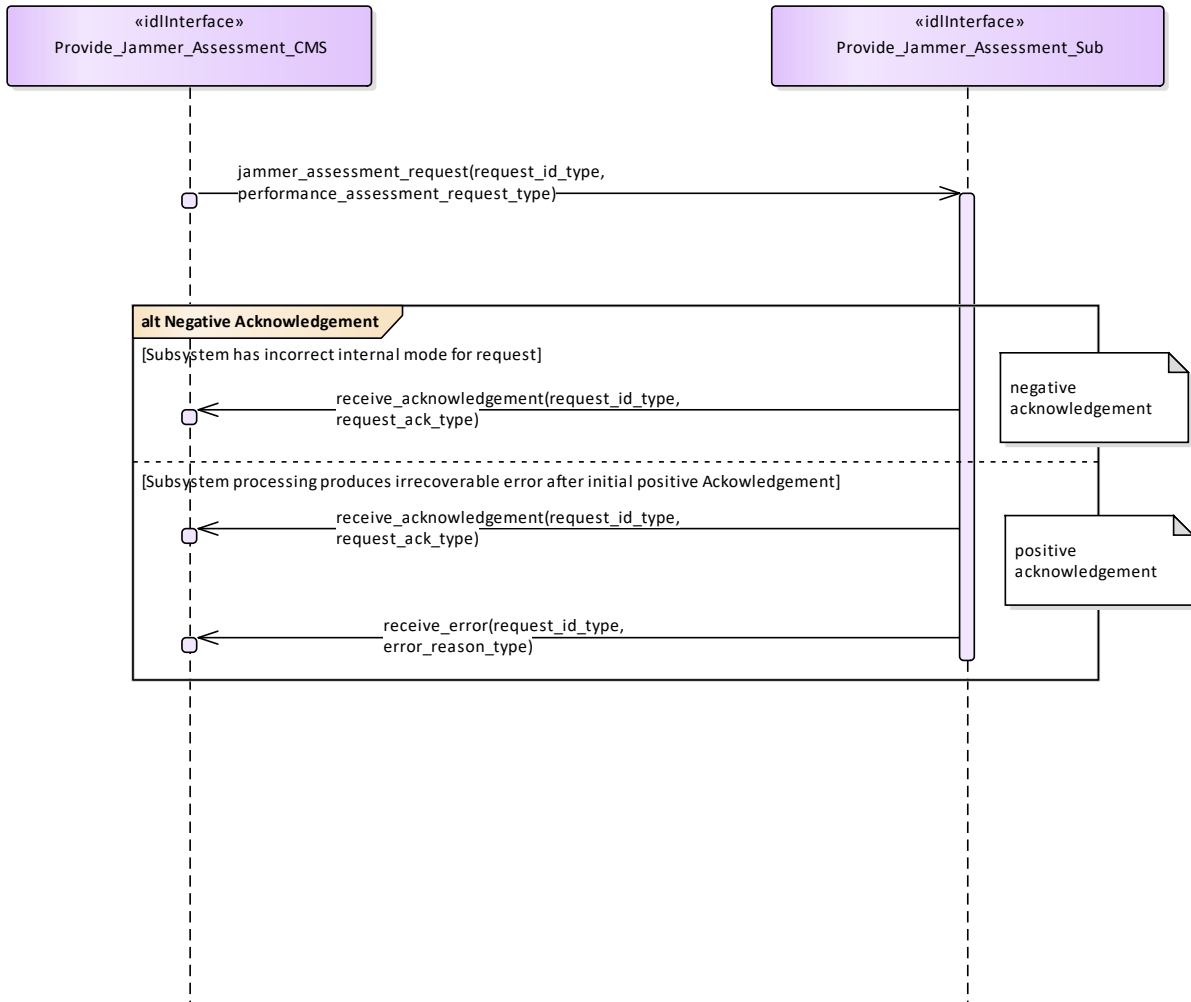 «idlInterface»
Provide_Jammer_Assessment_CMS
«idlInterface»
Provide_Jammer_Assessment_Sub
jammer_assessment_request(request_id_type,
performance_assessment_request_type)
alt Negative Acknowledgement
[Subsystem has incorrect internal mode for request]
receive_acknowledgement(request_id_type,
request_ack_type)
negative
acknowledgement
[Subsystem processing produces irrecoverable error after initial positive Ackowledgement]
receive_acknowledgement(request_id_type,
request_ack_type)
positive
acknowledgement
receive_error(request_id_type,
error_reason_type)